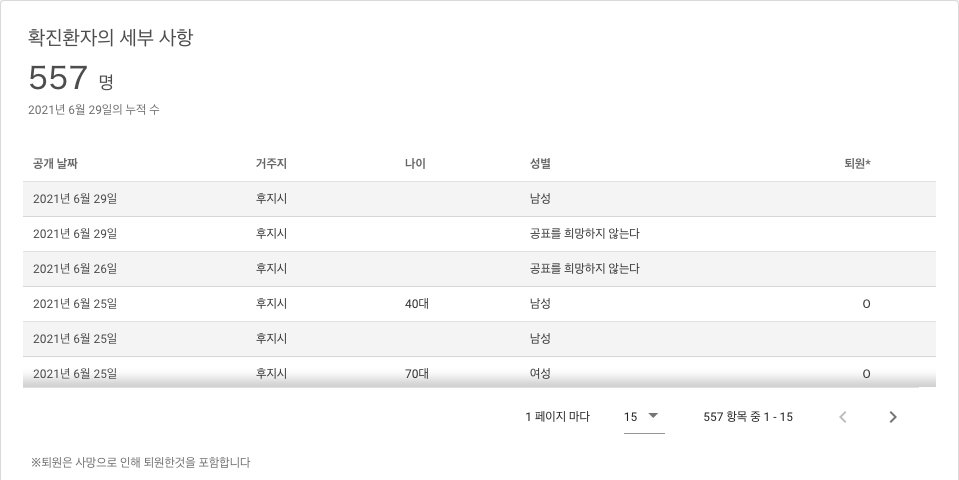 확진환자의 세부 사항
557 명
2021년 6월 29일의 누적 수
공개 날짜 거주지 나이 성별 퇴원*
2021년 6월 29일 후지시 남성
2021년 6월 29일 후지시 공표를 희망하지 않는다
2021년 6월 26일 후지시 공표를 희망하지 않는다
2021년 6월 25일 후지시 40대 남성 O
2021년 6월 25일 후지시 남성
2021년 6월 25일 후지시 70대 여성 O
1 페이지 마다 15 557 항목 중 1 - 15
※퇴원은 사망으로 인해 퇴원한것을 포함합니다